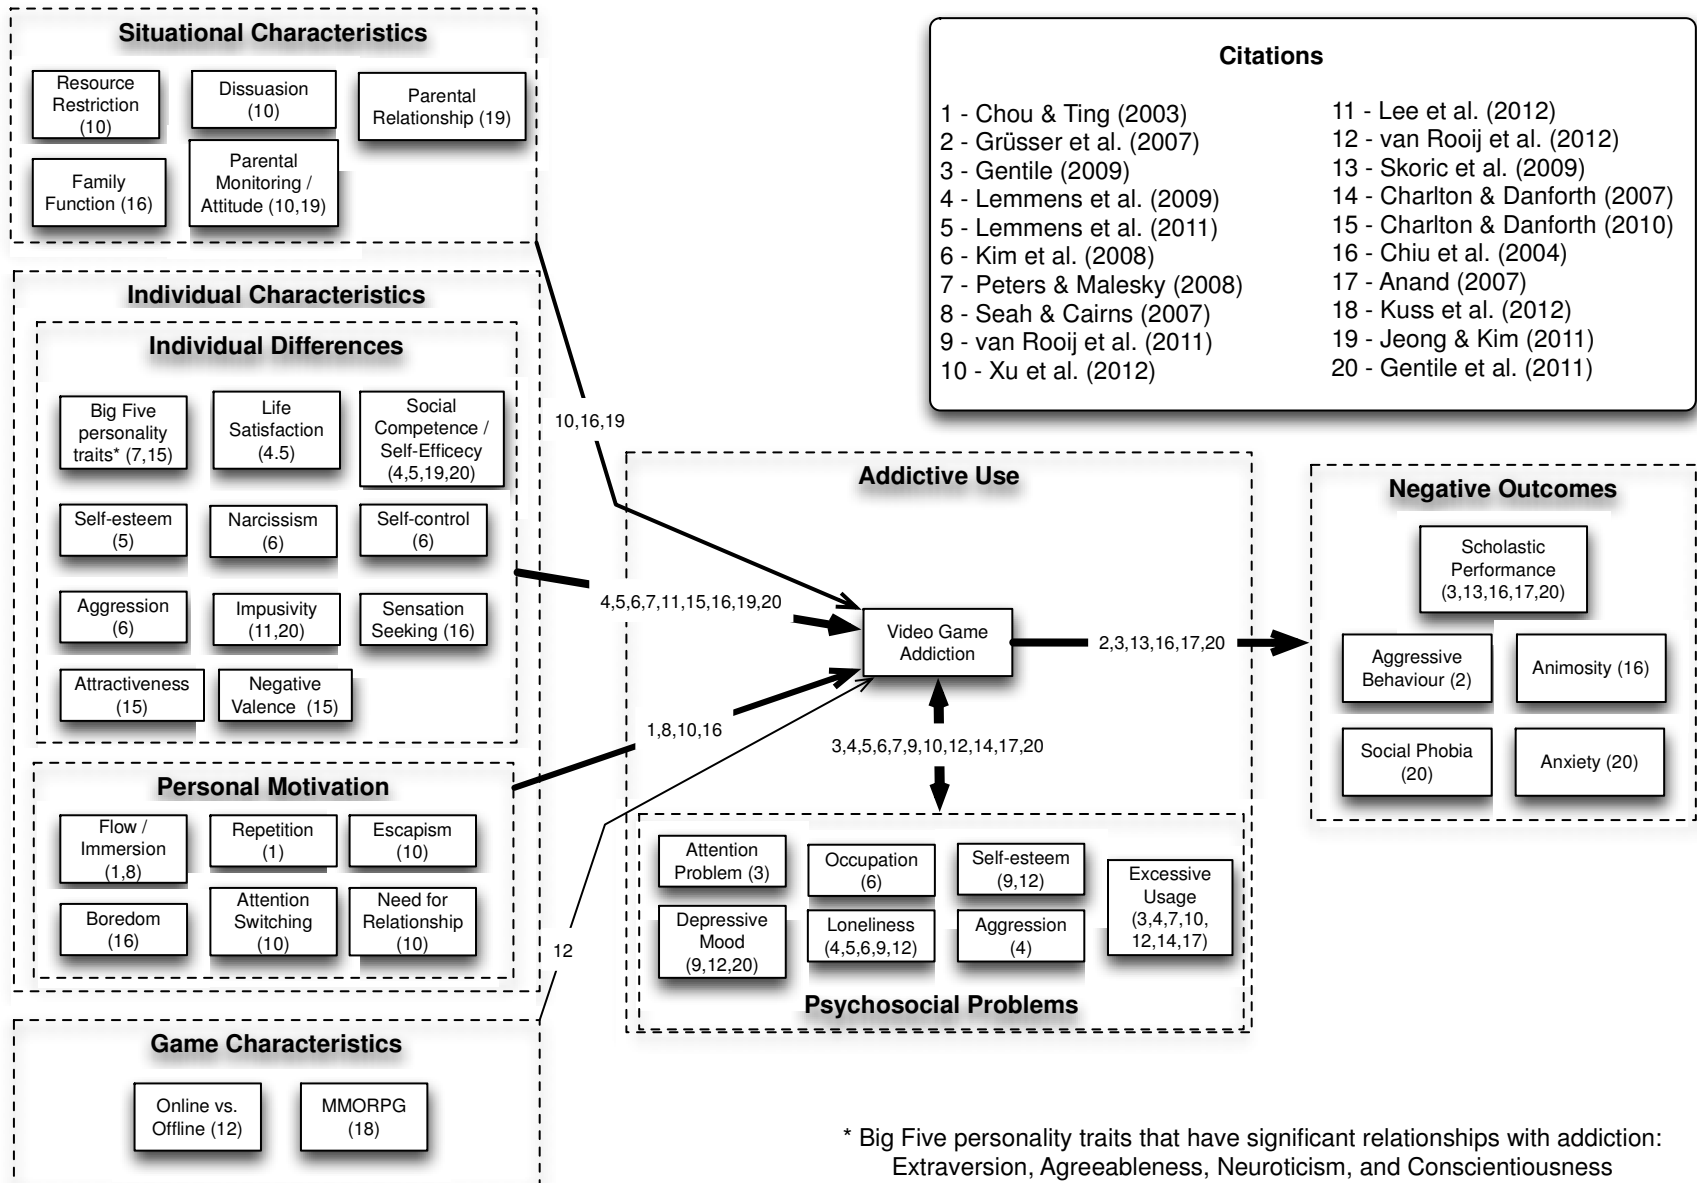 Situational Characteristics
Resource
Restriction
(10)
Dissuasion
(10)
Parental
Relationship (19)
Family
Function (16)
Parental
Monitoring /
Attitude (10,19)
Individual Characteristics
Individual Differences
Big Five
personality
traits* (7,15)
Life
Satisfaction
(4.5)
Social
Competence /
Self-Efficecy
(4,5,19,20)
Self-esteem
(5)
Narcissism
(6)
Self-control
(6)
Aggression
(6)
Impusivity
(11,20)
Sensation
Seeking (16)
Attractiveness
(15)
Negative
Valence (15)
Personal Motivation
Flow /
Immersion
(1,8)
Repetition
(1)
Escapism
(10)
Boredom
(16)
Attention
Switching
(10)
Need for
Relationship
(10)
Game Characteristics
Online vs.
Offline (12)
MMORPG
(18)
10,16,19
4,5,6,7,11,15,16,19,20
1,8,10,16
12
Citations
1 - Chou & Ting (2003)
2 - Grüsser et al. (2007)
3 - Gentile (2009)
4 - Lemmens et al. (2009)
5 - Lemmens et al. (2011)
6 - Kim et al. (2008)
7 - Peters & Malesky (2008)
8 - Seah & Cairns (2007)
9 - van Rooij et al. (2011)
10 - Xu et al. (2012)
11 - Lee et al. (2012)
12 - van Rooij et al. (2012)
13 - Skoric et al. (2009)
14 - Charlton & Danforth (2007)
15 - Charlton & Danforth (2010)
16 - Chiu et al. (2004)
17 - Anand (2007)
18 - Kuss et al. (2012)
19 - Jeong & Kim (2011)
20 - Gentile et al. (2011)
Addictive Use
Video Game
Addiction
2,3,13,16,17,20
3,4,5,6,7,9,10,12,14,17,20
Attention
Problem (3)
Occupation
(6)
Self-esteem
(9,12)
Excessive
Usage
(3,4,7,10,
12,14,17)
Depressive
Mood
(9,12,20)
Loneliness
(4,5,6,9,12)
Aggression
(4)
Psychosocial Problems
Negative Outcomes
Scholastic
Performance
(3,13,16,17,20)
Aggressive
Behaviour (2)
Animosity (16)
Social Phobia
(20)
Anxiety (20)
* Big Five personality traits that have significant relationships with addiction:
Extraversion, Agreeableness, Neuroticism, and Conscientiousness